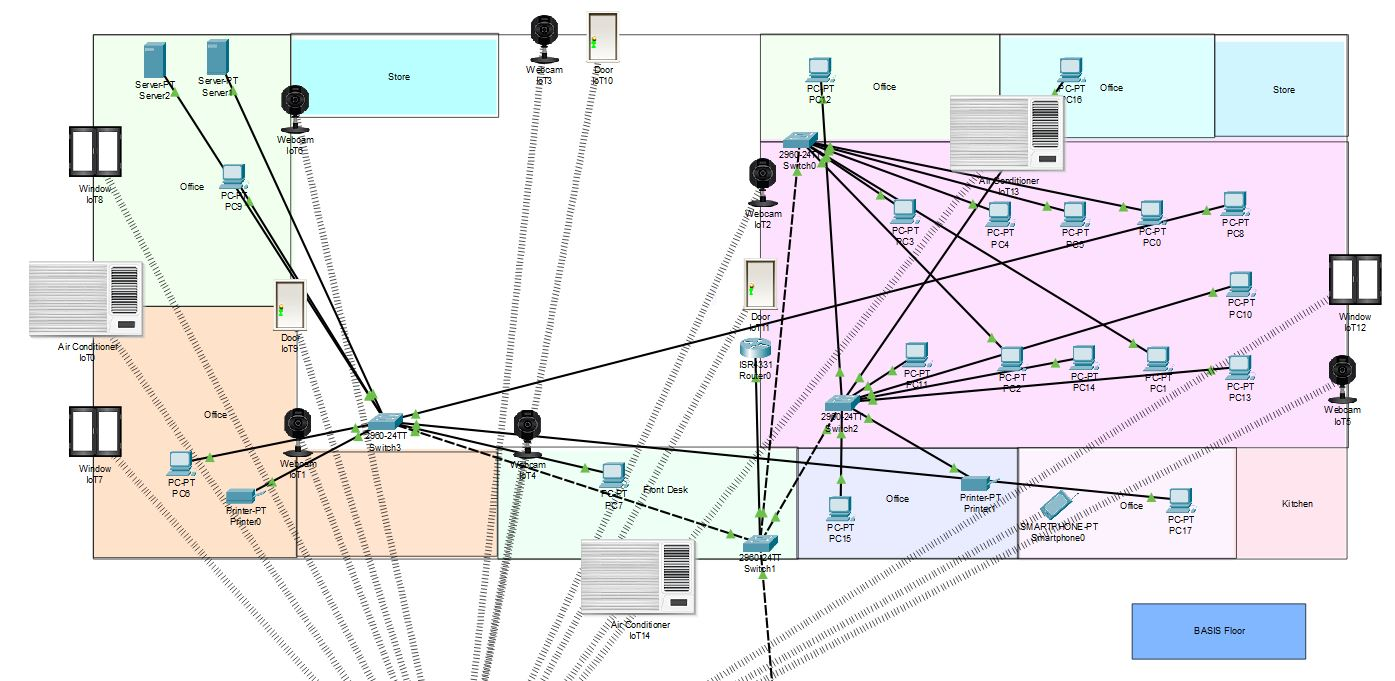 Server-PT
Server2
Server-PT
Server1
Store
Webcam
IoT3
Door
IoT10
PC-PT
PC12
Office
PC-PT
PC16
Office
Store
Window
IoT8
Webcam
IoT6
Office
PC-PT
PC9
2960-24TT
Switch0
Air Conditioner
IoT13
Webcam
IoT2
PC-PT
PC3
PC-PT
PC4
PC-PT
PC5
PC-PT
PC0
PC-PT
PC8
Air Conditioner
IoT0
Door
IoT9
Door
IoT11
PC-PT
PC10
Window
IoT12
ISR4331
Router0
PC-PT
PC11
PC-PT
PC2
PC-PT
PC14
PC-PT
PC1
PC-PT
PC13
Office
2960-24TT
Switch3
2960-24TT
Switch2
Webcam
IoT5
Window
IoT7
Webcam
IoT1
Webcam
IoT4
PC-PT
PC6
Printer-PT
Printer0
PC-PT
PC7
Front Desk
Office
PC-PT
PC15
Printer-PT
Printer1
SMARTPHONE-PT
Smartphone0
Office
PC-PT
PC17
Kitchen
2960-24TT
Switch1
Air Conditioner
IoT14
BASIS Floor